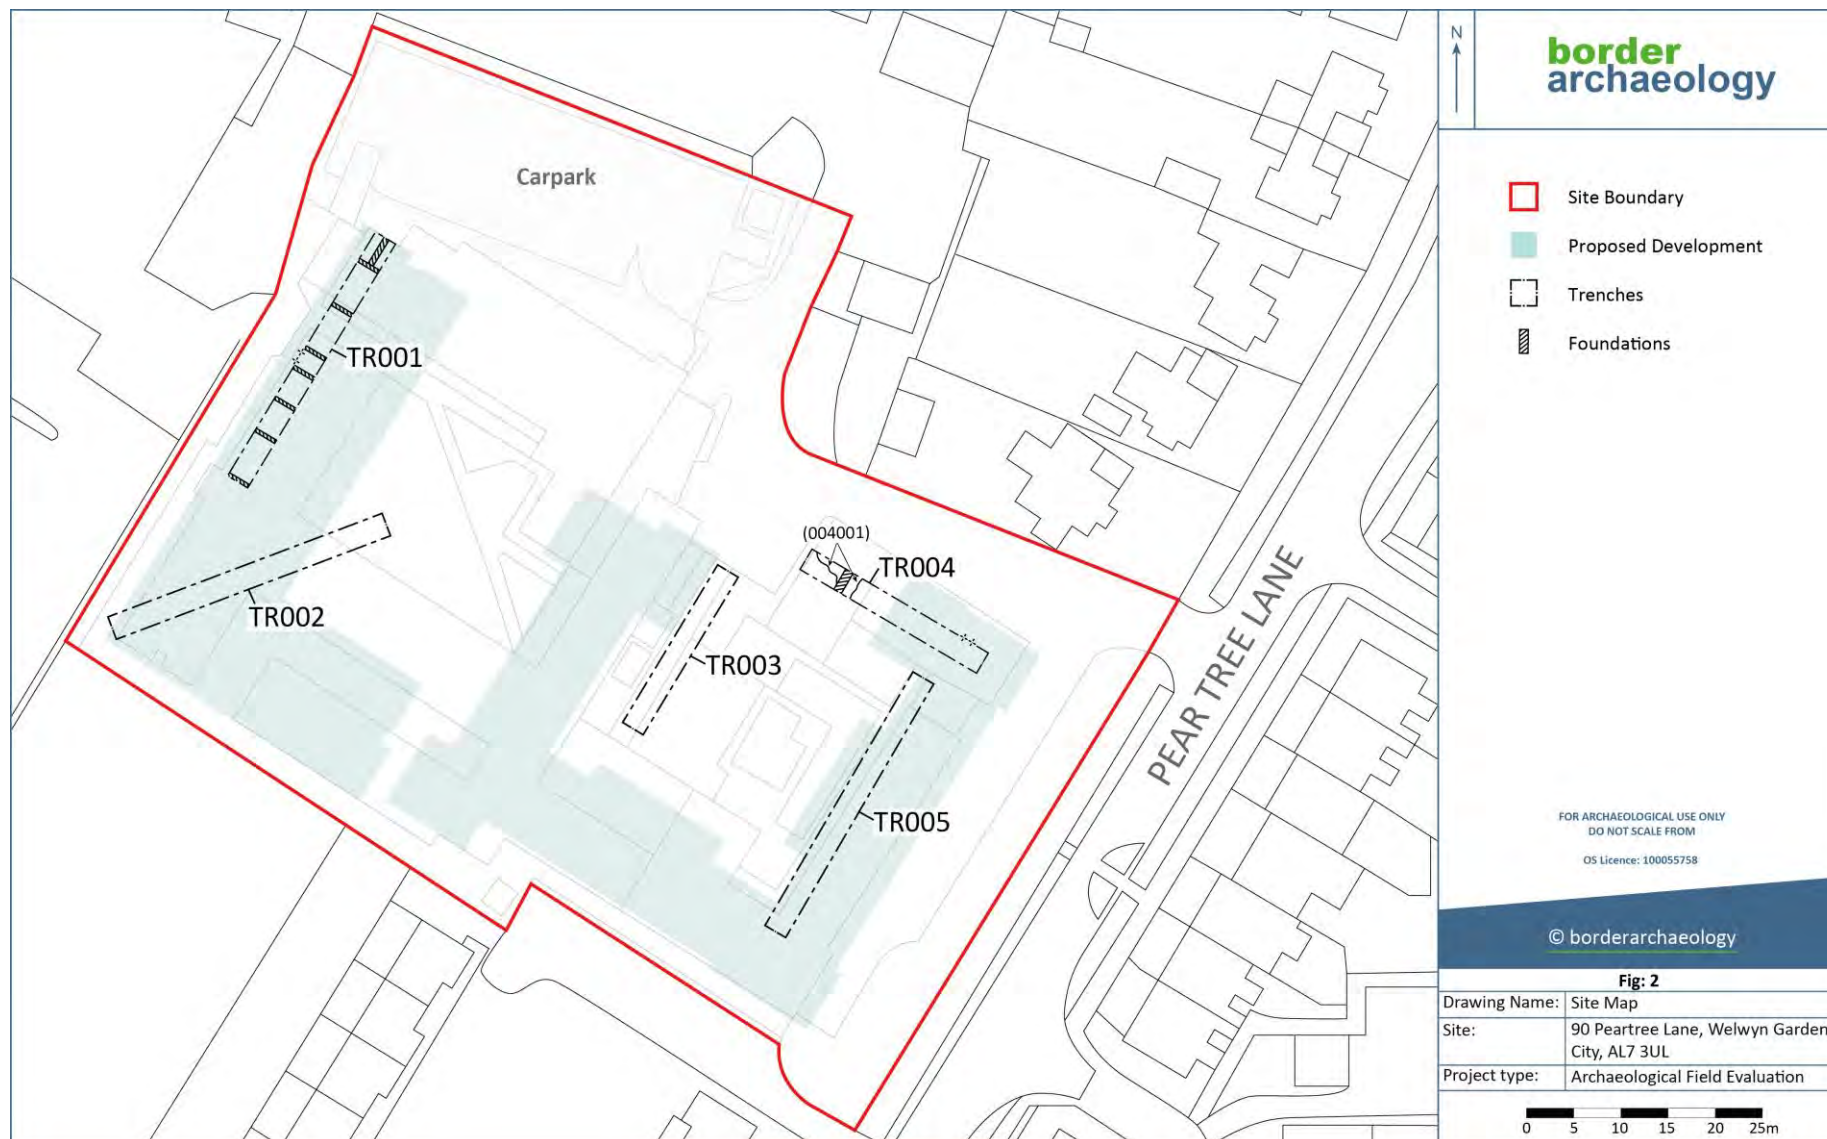 Carpark
TR001
TR002
TR003
(004001)
TR004
TR005
PEAR TREE LANE
N
border
archaeology
Site Boundary
Proposed Development
Trenches
Foundations
FOR ARCHAEOLOGICAL USE ONLY
DO NOT SCALE FROM
OS Licence: 100055758
© borderarchaeology
Fig: 2
Drawing Name: Site Map
Site: 90 Peartree Lane, Welwyn Garden
City, AL7 3UL
Project type: Archaeological Field Evaluation
0 5 10 15 20 25m